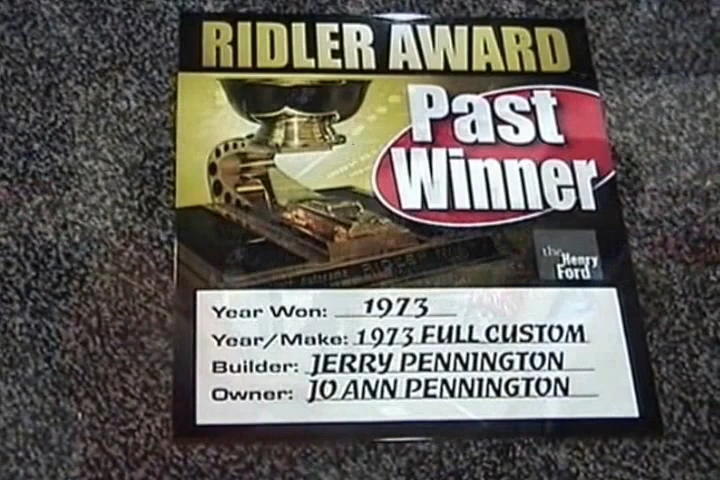 RIDLER AWARD
Past
Winner
the
Henry
Ford
Year Won: 1973
Year/Make: 1973 FULL CUSTOM
Builder: JERRY PENNINGTON
Owner: JO ANN PENNINGTON